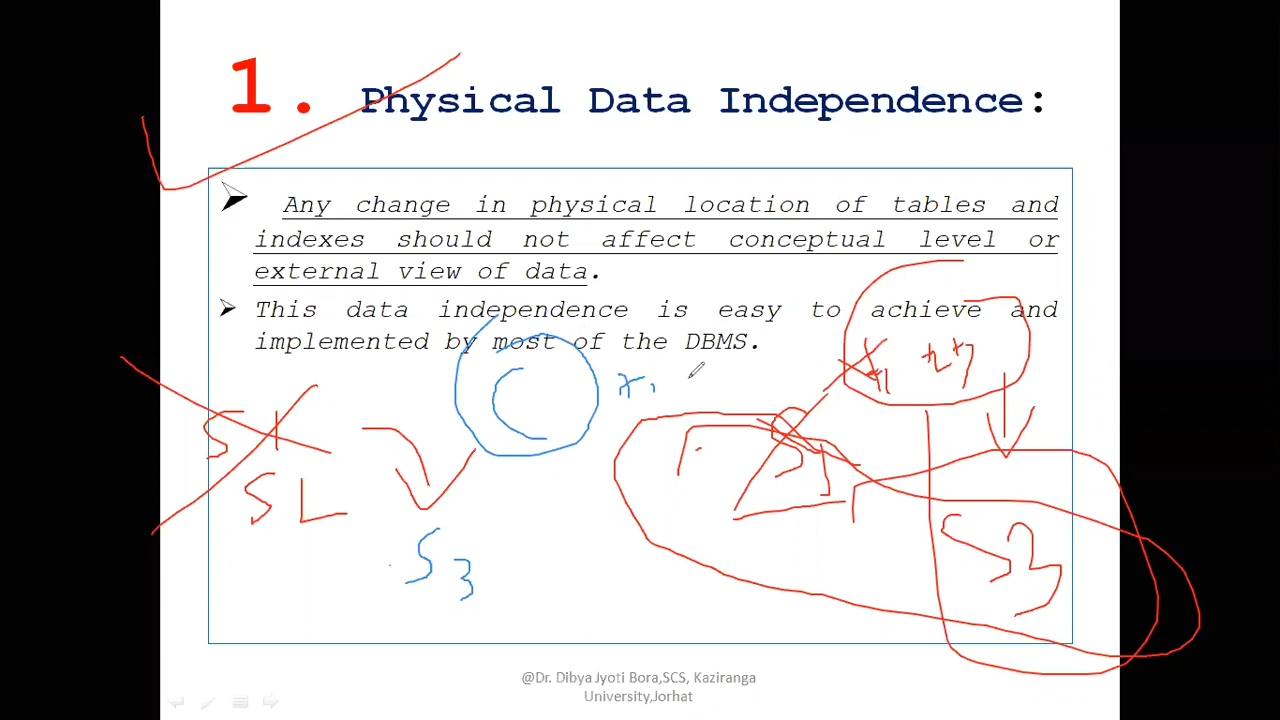 1. Physical Data Independence:
Any change in physical location of tables and
indexes should not affect conceptual level or
external view of data.
This data independence is easy to achieve and
implemented by most of the DBMS.
C
S L
S3
S3
@Dr. Dibya Jyoti Bora,SCS, Kaziranga
University,Jorhat